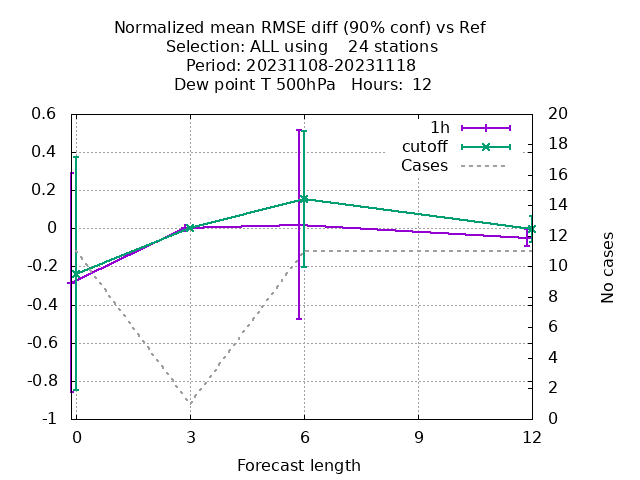 Normalized mean RMSE diff (90% conf) vs Ref
Selection: ALL using    24 stations
Period: 20231108-20231118
Dew point T 500hPa   Hours:  12
0.6
0.4
0.2
0
-0.2
-0.4
-0.6
-0.8
-1
20
18
16
14
12
10
8
6
4
2
0
1h
cutoff
Cases
No cases
0
3
6
9
12
Forecast length